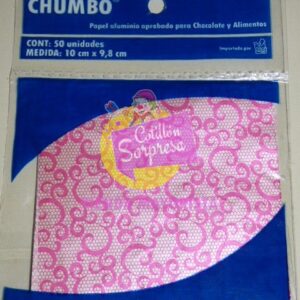 CHUMBO
Papel aluminio aprobado para Chocolate y Alimentos
CONT: 50 unidades
MEDIDA: 10 cm x 9,8 cm
Importado por
Cotillón
Sorpresa